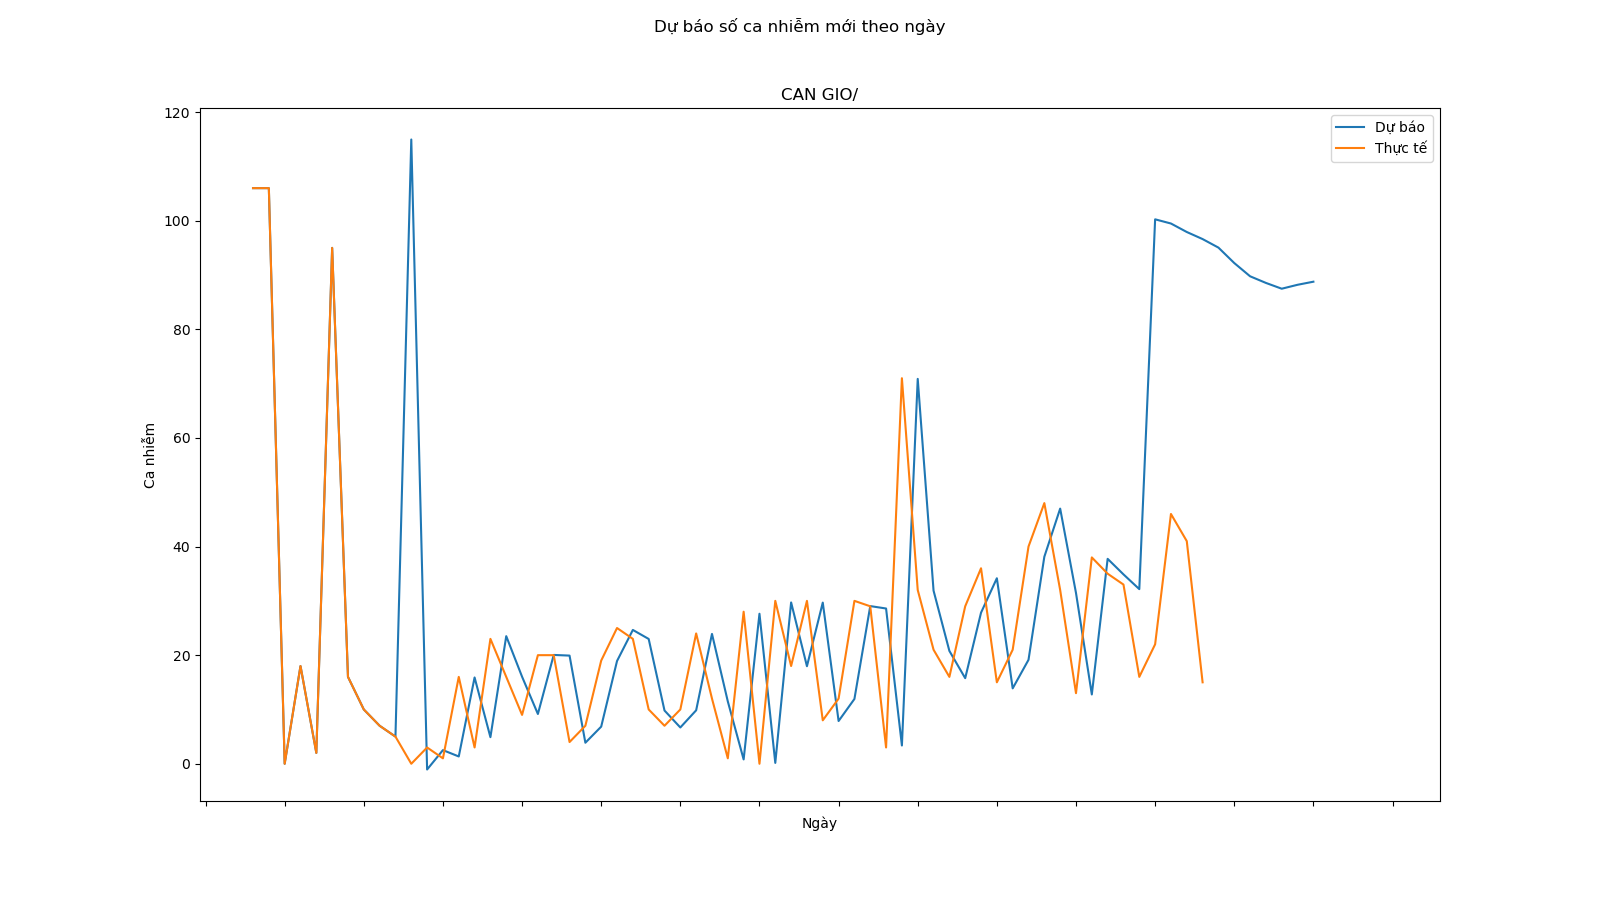 Dự báo số ca nhiễm mới theo ngày
CAN GIO/
Dự báo
Thực tế
120
100
80
60
40
20
0
Ca nhiễm
Ngày